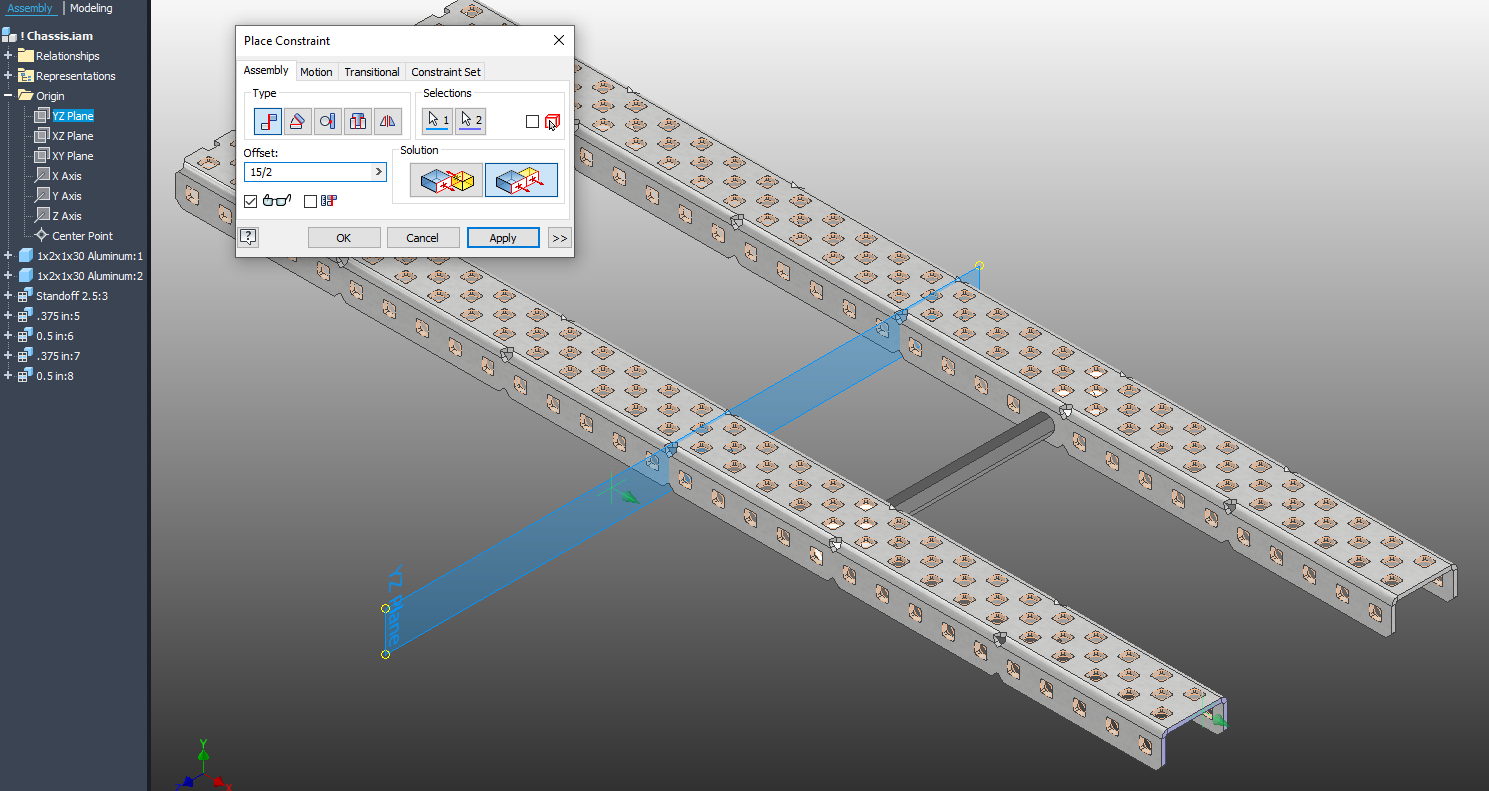 Assembly Modeling
! Chassis.iam
Relationships
Representations
Origin
YZ Plane
XZ Plane
XY Plane
X Axis
Y Axis
Z Axis
Center Point
1x2x1x30 Aluminum:1
1x2x1x30 Aluminum:2
Standoff 2.5:3
.375 in:5
0.5 in:6
.375 in:7
0.5 in:8
Place Constraint
Assembly Motion Transitional Constraint Set
Type
Selections
1 2
Offset:
15/2
Solution
OK Cancel Apply >>
YZ Plane
Y
Z
X